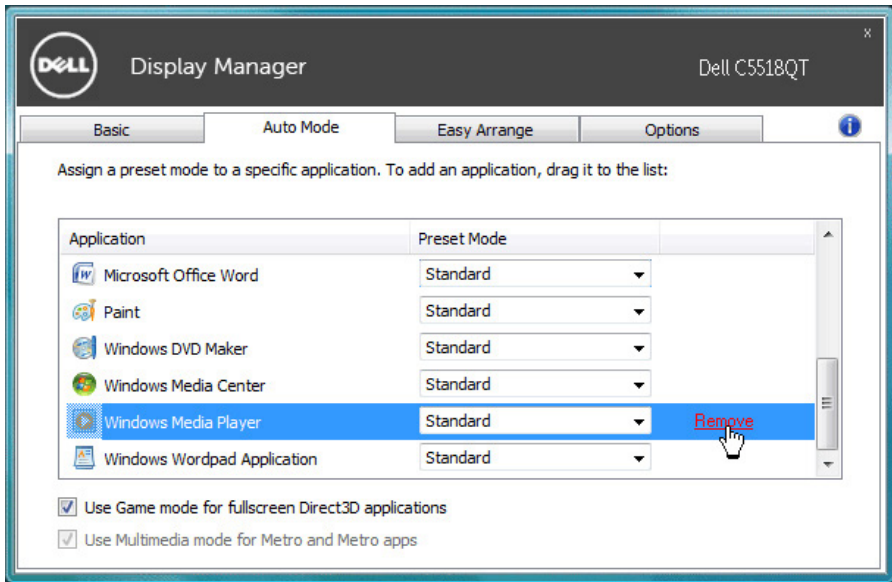 x
DELL
Display Manager
Dell C5518QT
Basic
Auto Mode
Easy Arrange
Options
i
Assign a preset mode to a specific application. To add an application, drag it to the list:
Application Preset Mode
Microsoft Office Word Standard
Paint Standard
Windows DVD Maker Standard
Windows Media Center Standard
Windows Media Player Standard Remove
Windows Wordpad Application Standard
Use Game mode for fullscreen Direct3D applications
Use Multimedia mode for Metro and Metro apps